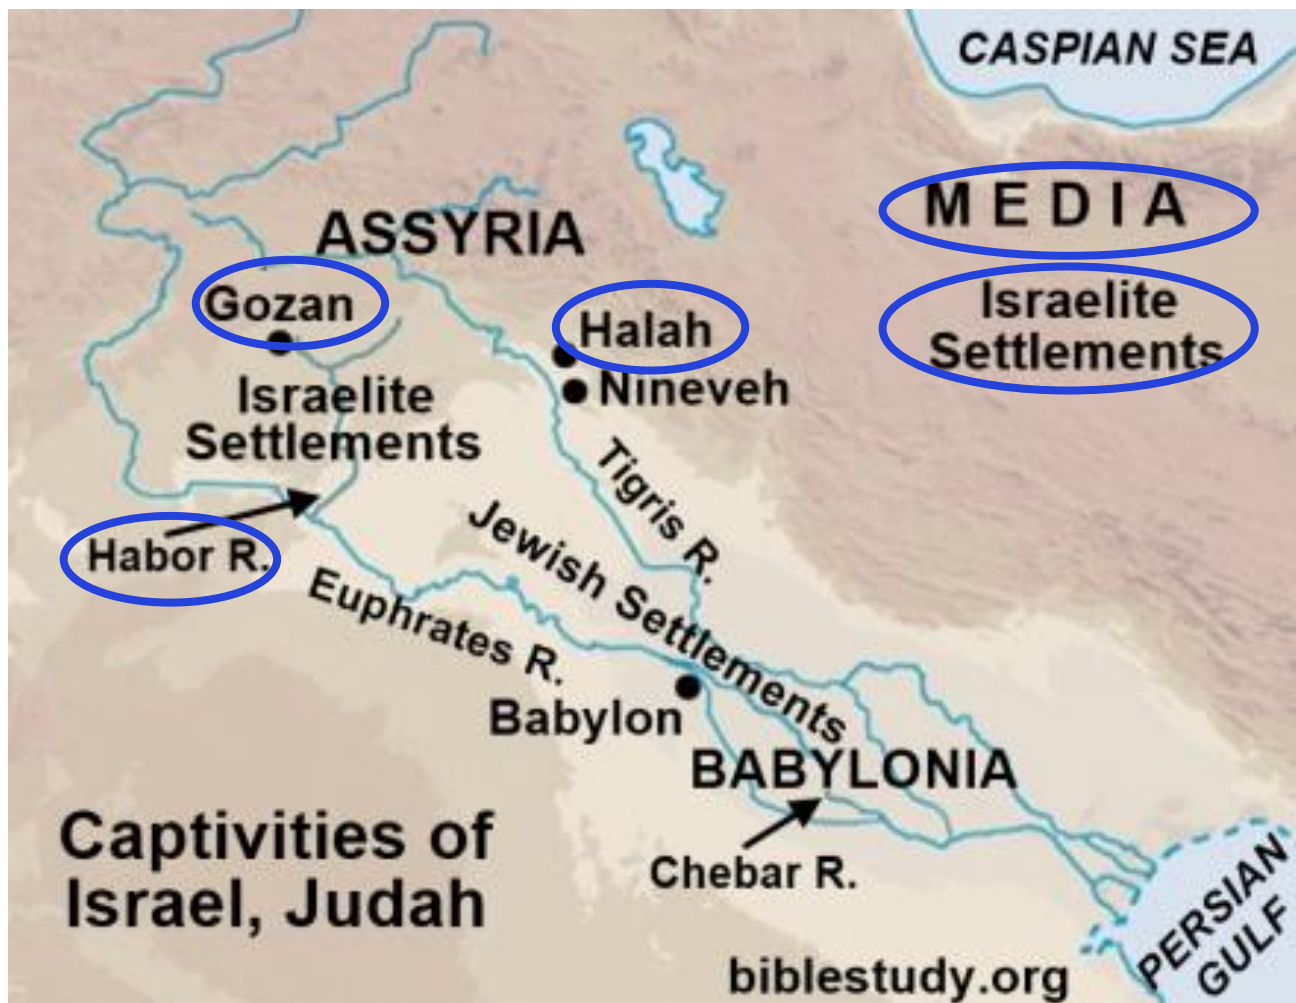 CASPIAN SEA
MEDIA
ASSYRIA
Israelite
Settlements
Gozan
Halah
Nineveh
Israelite
Settlements
Tigris R.
Jewish Settlements
Habor R.
Euphrates R.
Babylon
BABYLONIA
Captivities of
Israel, Judah
Chebar R.
PERSIAN
GULF
biblestudy.org